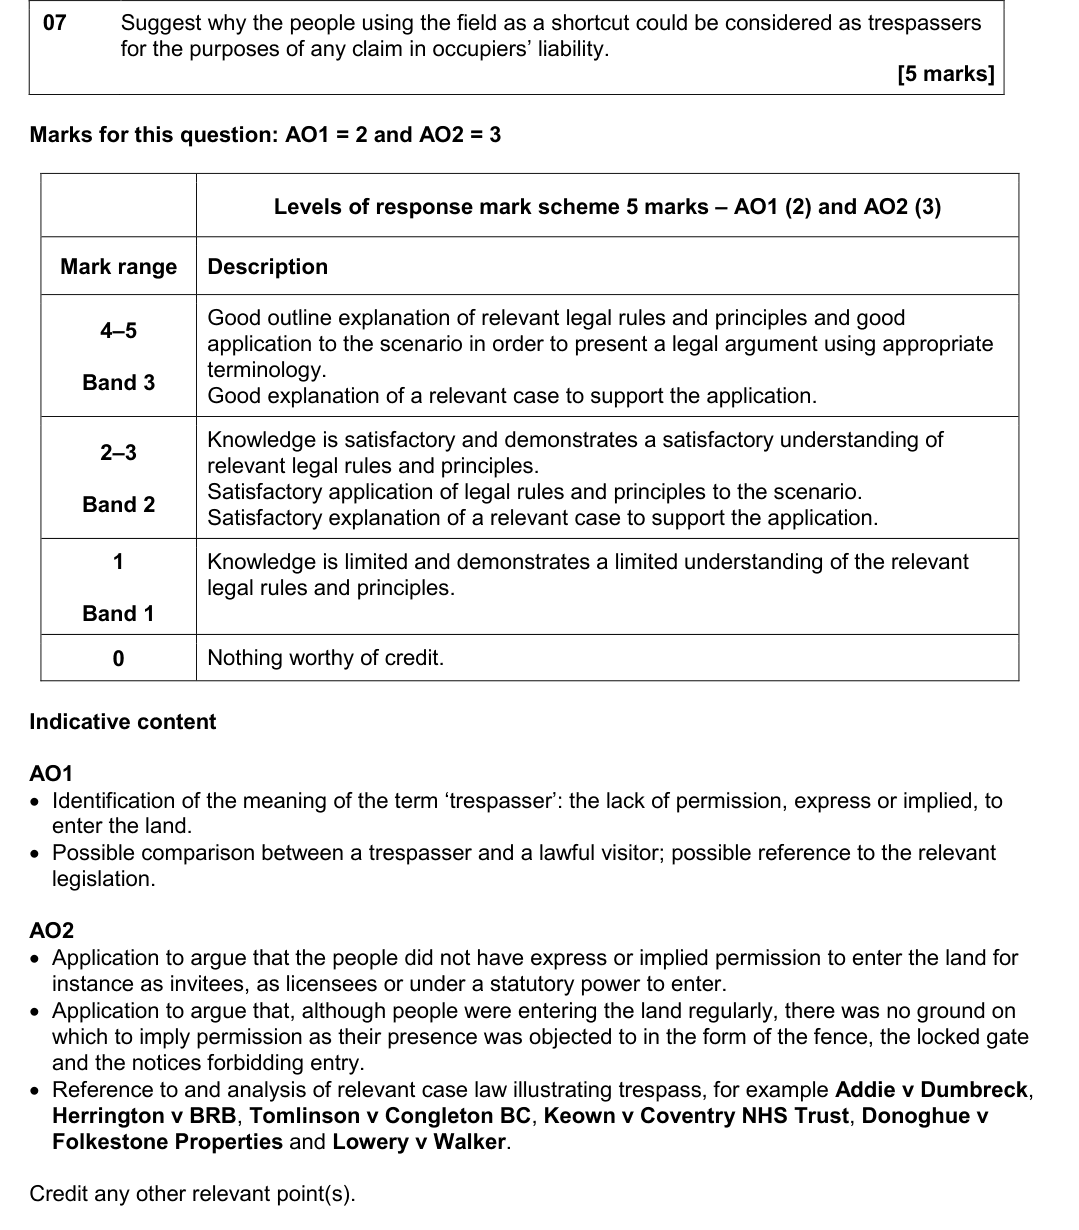 07 Suggest why the people using the field as a shortcut could be considered as trespassers
for the purposes of any claim in occupiers’ liability.
[5 marks]
Marks for this question: AO1 = 2 and AO2 = 3
Levels of response mark scheme 5 marks – AO1 (2) and AO2 (3)
Mark range Description
4–5
Band 3
Good outline explanation of relevant legal rules and principles and good
application to the scenario in order to present a legal argument using appropriate
terminology.
Good explanation of a relevant case to support the application.
2–3
Band 2
Knowledge is satisfactory and demonstrates a satisfactory understanding of
relevant legal rules and principles.
Satisfactory application of legal rules and principles to the scenario.
Satisfactory explanation of a relevant case to support the application.
1
Band 1
Knowledge is limited and demonstrates a limited understanding of the relevant
legal rules and principles.
0 Nothing worthy of credit.
Indicative content
AO1
• Identification of the meaning of the term ‘trespasser’: the lack of permission, express or implied, to
enter the land.
• Possible comparison between a trespasser and a lawful visitor; possible reference to the relevant
legislation.
AO2
• Application to argue that the people did not have express or implied permission to enter the land for
instance as invitees, as licensees or under a statutory power to enter.
• Application to argue that, although people were entering the land regularly, there was no ground on
which to imply permission as their presence was objected to in the form of the fence, the locked gate
and the notices forbidding entry.
• Reference to and analysis of relevant case law illustrating trespass, for example Addie v Dumbreck,
Herrington v BRB, Tomlinson v Congleton BC, Keown v Coventry NHS Trust, Donoghue v
Folkestone Properties and Lowery v Walker.
Credit any other relevant point(s).